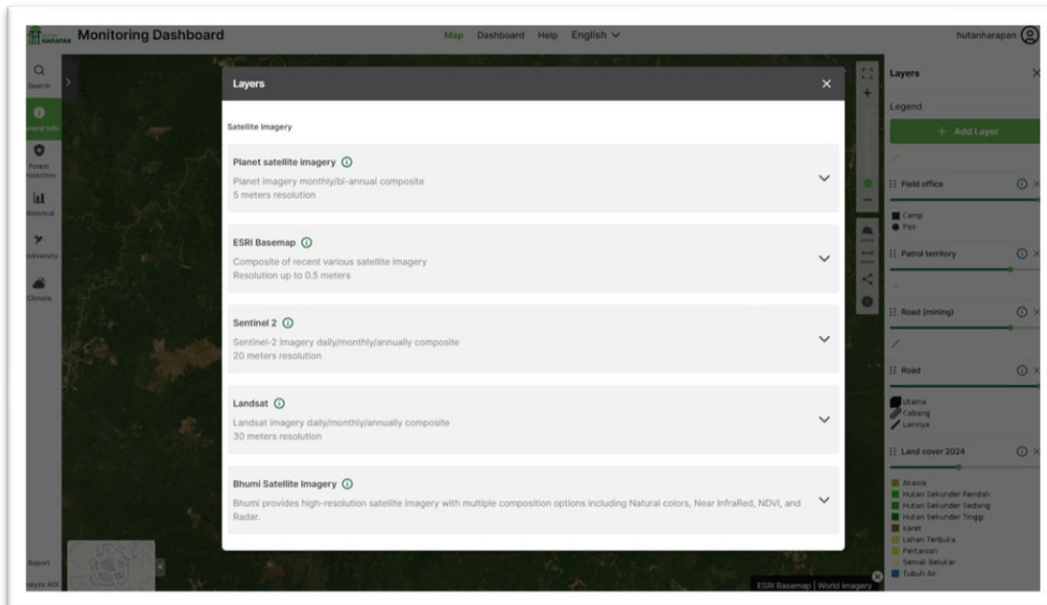 HARAPAN Monitoring Dashboard
Map Dashboard Help English
hutanharapan
Search
General Info
Forest
Historical
Climate
Report
Layers
Satellite Imagery
Planet satellite imagery
Planet imagery monthly/bi-annual composite
5 meters resolution
ESRI Basemap
Composite of recent various satellite imagery
Resolution up to 0.5 meters
Sentinel 2
Sentinel-2 imagery daily/monthly/annually composite
20 meters resolution
Landsat
Landsat imagery daily/monthly/annually composite
30 meters resolution
Bhumi Satellite Imagery
Bhumi provides high-resolution satellite imagery with multiple composition options including Natural colors, Near InfraRed, NDVI, and
Radar.
ESRI Basemap | World imagery
Layers
Legend
+ Add Layer
Field office
Camp
Pos
Patrol territory
Road (mining)
Road
Utama
Cabang
Lainnya
Land cover 2024
Akasia
Hutan Sekunder Rendah
Hutan Sekunder Sedang
Hutan Sekunder Tinggi
Karet
Lahan Terbuka
Pertanian
Semak Belukar
Tubuh Air